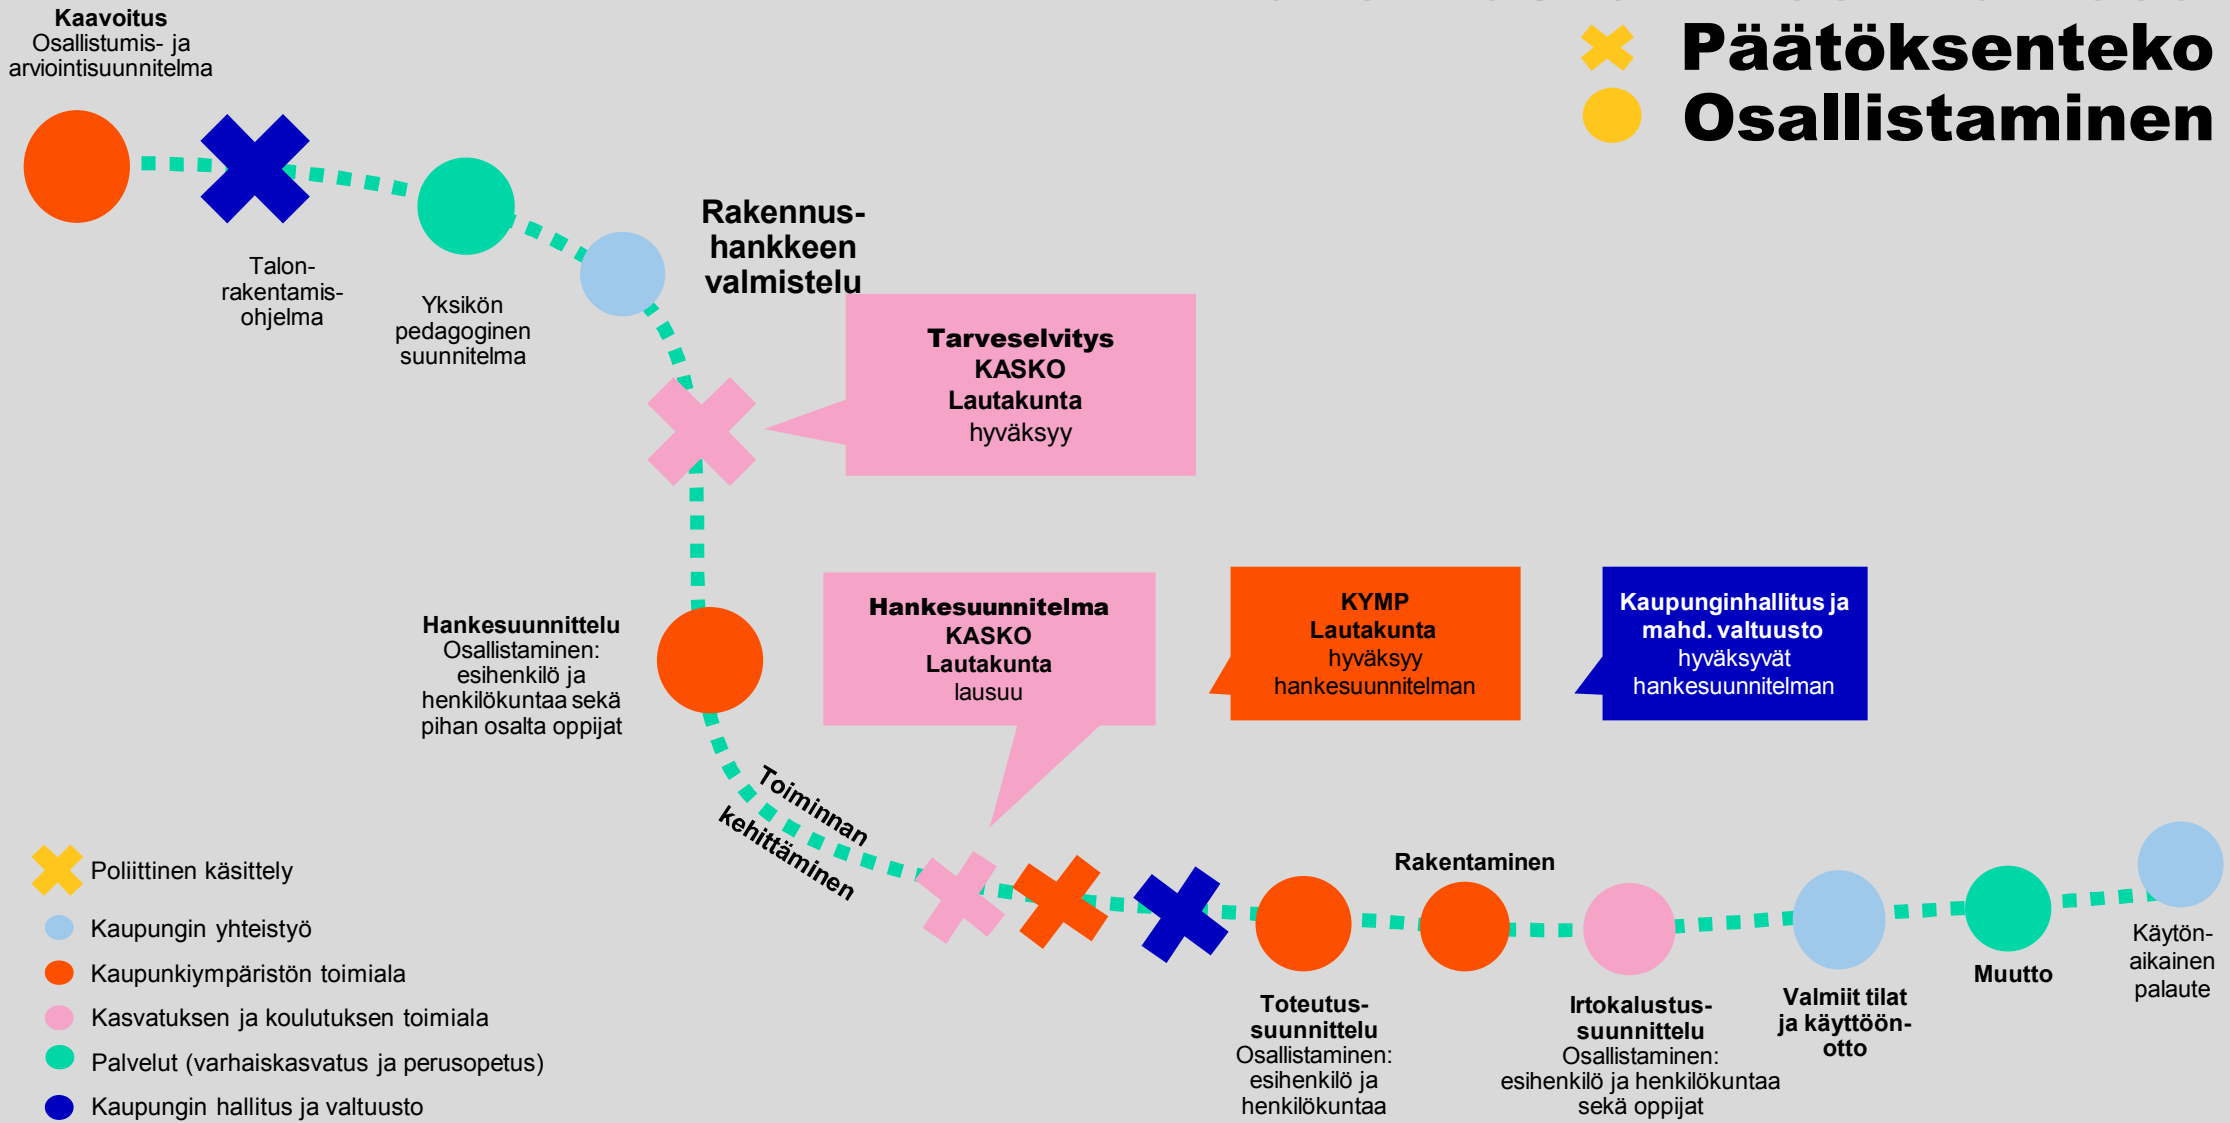 Päätöksenteko
Osallistaminen
Kaavoitus
Osallistumis- ja
arviointisuunnitelma
Talon-
rakentamis-
ohjelma
Yksikön
pedagoginen
suunnitelma
Rakennus-
hankkeen
valmistelu
Tarveselvitys
KASKO
Lautakunta
hyväksyy
Hankesuunnittelu
Osallistaminen:
esihenkilö ja
henkilökuntaa sekä
pihan osalta oppijat
Hankesuunnitelma
KASKO
Lautakunta
lausuu
KYMP
Lautakunta
hyväksyy
hankesuunnitelman
Kaupunginhallitus ja
mahd. valtuusto
hyväksyvät
hankesuunnitelman
Toiminnan
kehittäminen
Toteutus-
suunnittelu
Osallistaminen:
esihenkilö ja
henkilökuntaa
Rakentaminen
Irtokalustus-
suunnittelu
Osallistaminen:
esihenkilö ja henkilökuntaa
sekä oppijat
Valmiit tilat
ja käyttöön-
otto
Muutto
Käytön-
aikainen
palaute
Poliittinen käsittely
Kaupungin yhteistyö
Kaupunkiympäristön toimiala
Kasvatuksen ja koulutuksen toimiala
Palvelut (varhaiskasvatus ja perusopetus)
Kaupungin hallitus ja valtuusto